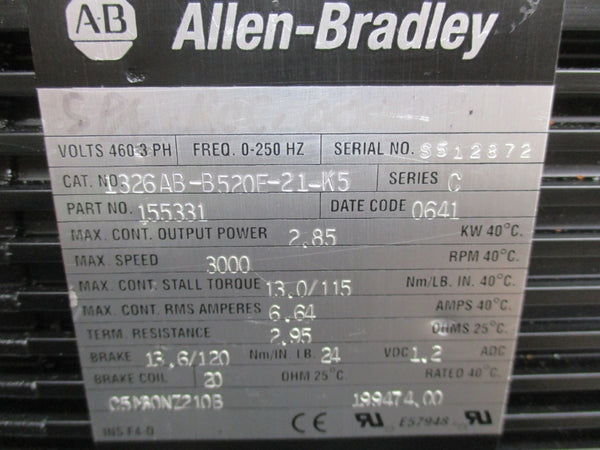 AB Allen-Bradley
VOLTS 460 3 PH FREQ. 0-250 HZ SERIAL NO. SS12872
CAT. NO. 1326AB-B520F-21-K5 SERIES C
PART NO. 155331 DATE CODE 0641
MAX. CONT. OUTPUT POWER 2.85 KW 40°C.
MAX. SPEED 3000 RPM 40°C.
MAX. CONT. STALL TORQUE 13.0/115 Nm/LB. IN. 40°C.
MAX. CONT. RMS AMPERES 6.64 AMPS 40°C.
TERM. RESISTANCE 2.95 OHMS 25°C.
BRAKE 13.6/120 Nm/IN. LB. 24 VDC 1.2 ADC
BRAKE COIL 20 OHM 25°C. RATED 40°C.
199474.00
INS F4-0 CE E57948